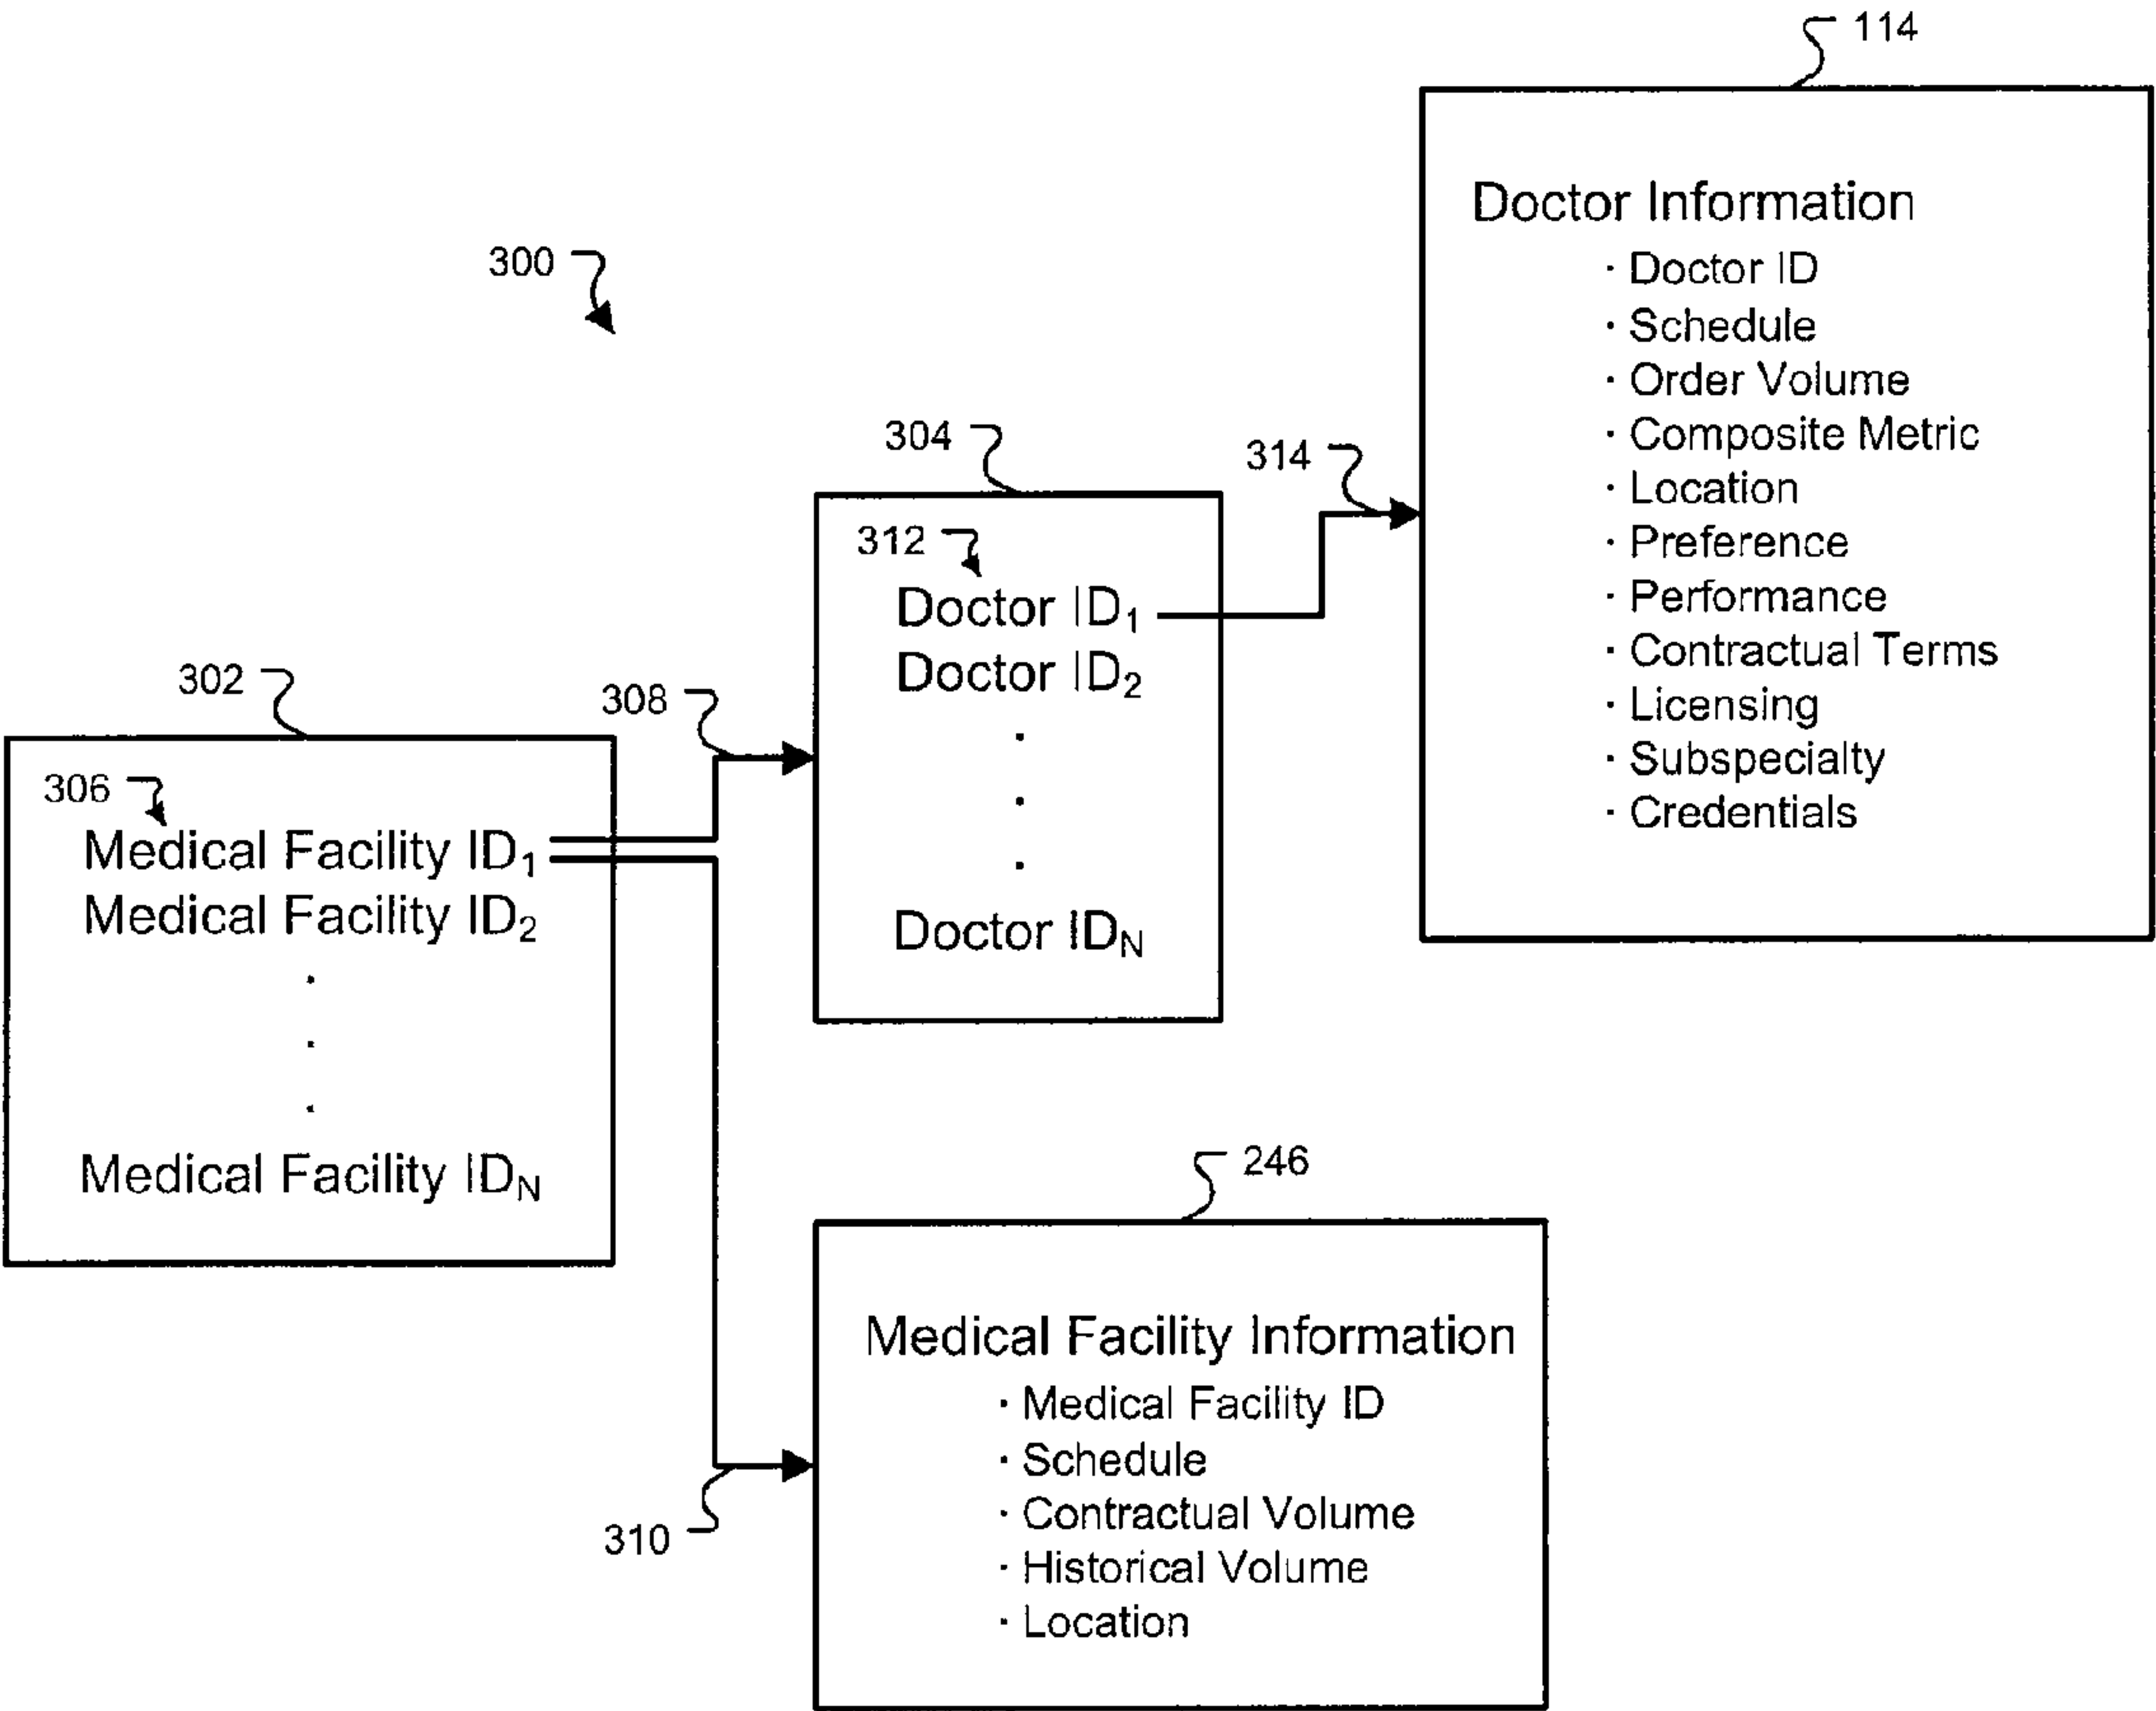 114
Doctor Information
· Doctor ID
· Schedule
· Order Volume
· Composite Metric
· Location
· Preference
· Performance
· Contractual Terms
· Licensing
· Subspecialty
· Credentials
300
304
314
312
Doctor ID₁
Doctor ID₂
.
.
.
Doctor IDN
302
308
306
Medical Facility ID₁
Medical Facility ID₂
.
.
.
Medical Facility IDN
246
Medical Facility Information
· Medical Facility ID
· Schedule
· Contractual Volume
· Historical Volume
· Location
310